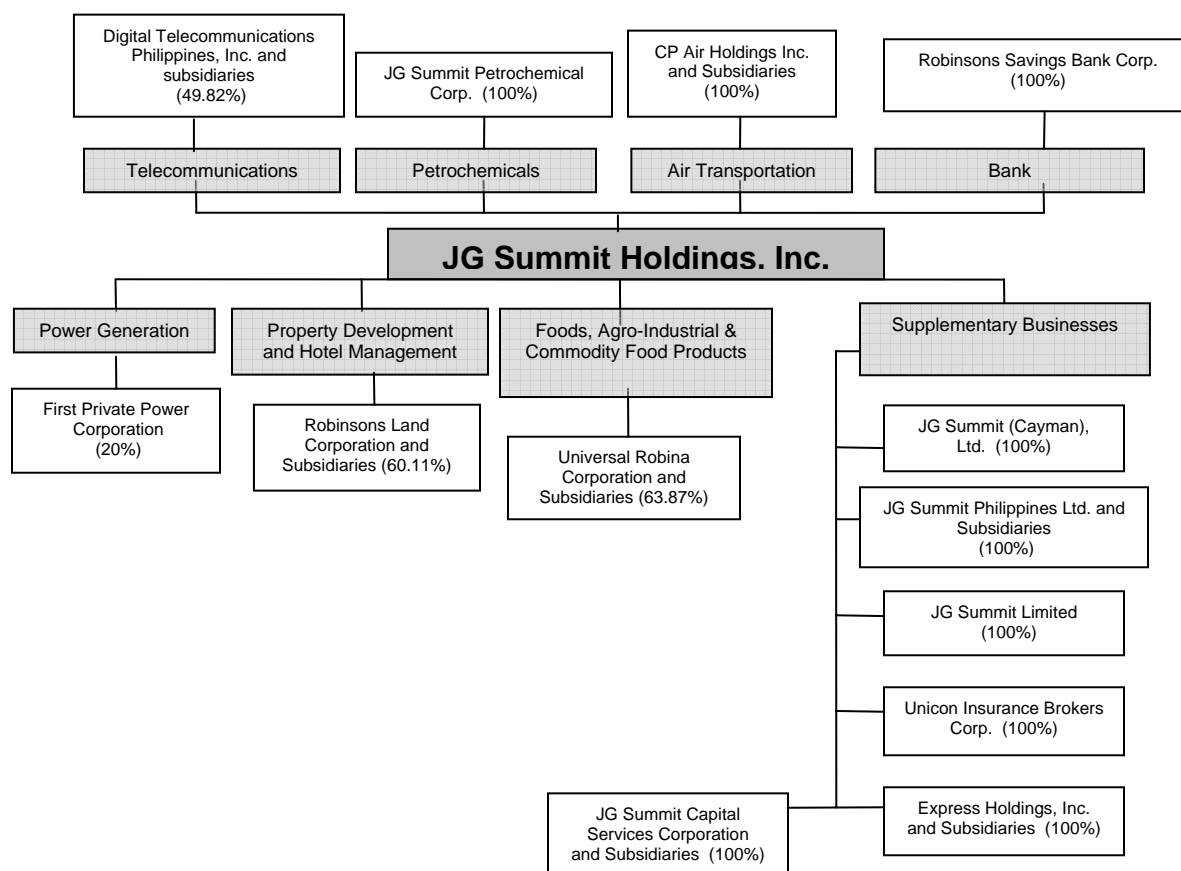 Digital Telecommunications
Philippines, Inc. and
subsidiaries
(49.82%)
JG Summit Petrochemical
Corp. (100%)
CP Air Holdings Inc.
and Subsidiaries
(100%)
Robinsons Savings Bank Corp.
(100%)
Telecommunications
Petrochemicals
Air Transportation
Bank
JG Summit Holdings, Inc.
Power Generation
Property Development
and Hotel Management
Foods, Agro-Industrial &
Commodity Food Products
Supplementary Businesses
First Private Power
Corporation
(20%)
Robinsons Land
Corporation and
Subsidiaries (60.11%)
Universal Robina
Corporation and
Subsidiaries (63.87%)
JG Summit (Cayman),
Ltd. (100%)
JG Summit Philippines Ltd. and
Subsidiaries
(100%)
JG Summit Limited
(100%)
Unicon Insurance Brokers
Corp. (100%)
JG Summit Capital
Services Corporation
and Subsidiaries (100%)
Express Holdings, Inc.
and Subsidiaries (100%)